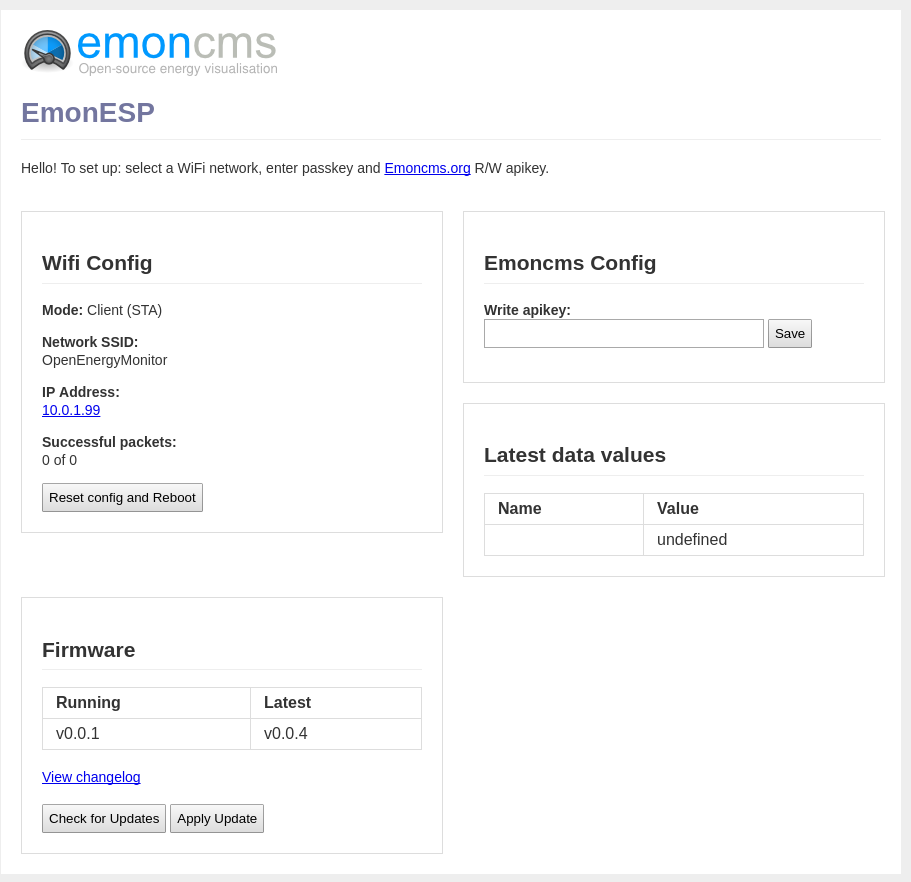 emoncms
Open-source energy visualisation
EmonESP
Hello! To set up: select a WiFi network, enter passkey and Emoncms.org R/W apikey.
Wifi Config
Mode: Client (STA)
Network SSID:
OpenEnergyMonitor
IP Address:
10.0.1.99
Successful packets:
0 of 0
Reset config and Reboot
Emoncms Config
Write apikey:
Save
Latest data values
Name Value
undefined
Firmware
Running Latest
v0.0.1 v0.0.4
View changelog
Check for Updates Apply Update